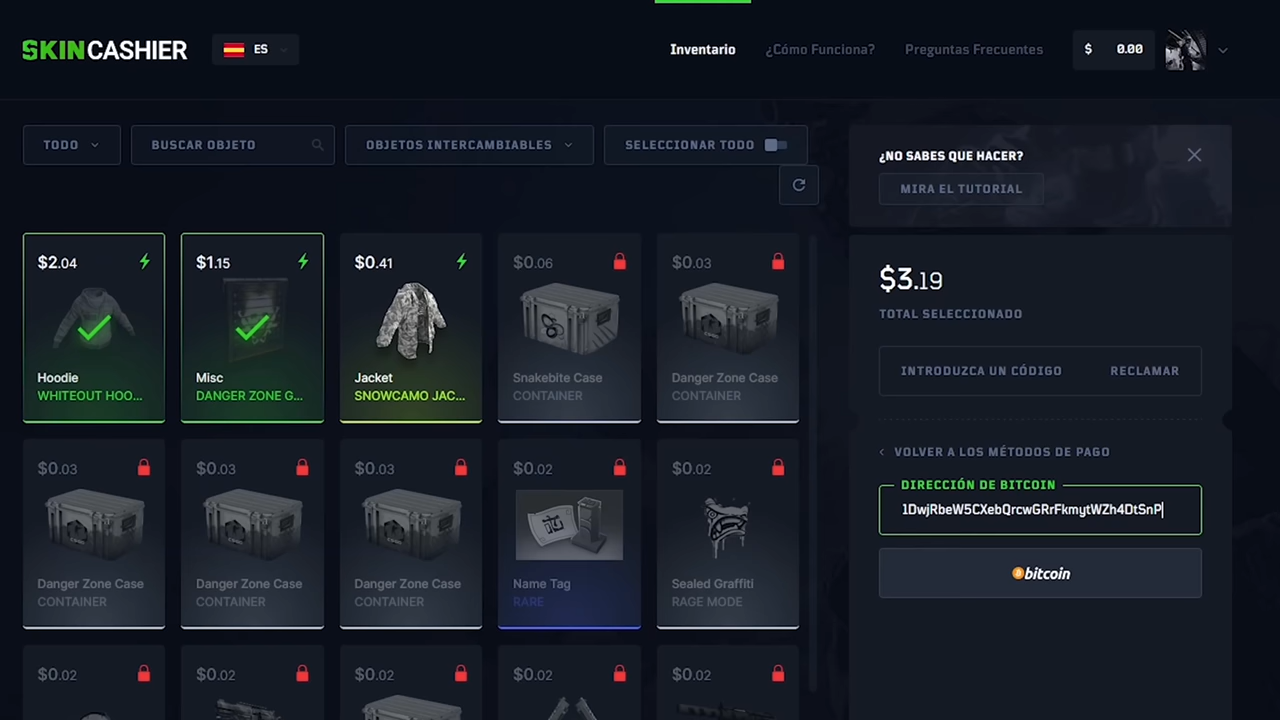 SKINCASHIER
ES
Inventario
¿Cómo Funciona?
Preguntas Frecuentes
$ 0.00
TODO
BUSCAR OBJETO
OBJETOS INTERCAMBIABLES
SELECCIONAR TODO
¿NO SABES QUE HACER?
MIRA EL TUTORIAL
$2.04
Hoodie
WHITEOUT HOO...
$1.15
Misc
DANGER ZONE G...
$0.41
Jacket
SNOWCAMO JAC...
$0.06
Snakebite Case
CONTAINER
$0.03
Danger Zone Case
CONTAINER
$0.03
Danger Zone Case
CONTAINER
$0.03
Danger Zone Case
CONTAINER
$0.03
Danger Zone Case
CONTAINER
$0.02
Name Tag
RARE
$0.02
Sealed Graffiti
RAGE MODE
$0.02
$0.02
$0.02
$0.02
$0.02
$3.19
TOTAL SELECCIONADO
INTRODUZCA UN CÓDIGO
RECLAMAR
VOLVER A LOS MÉTODOS DE PAGO
DIRECCIÓN DE BITCOIN
1DwjRbeW5CXebQrcwGRrFkmytWZh4DtSnP
bitcoin